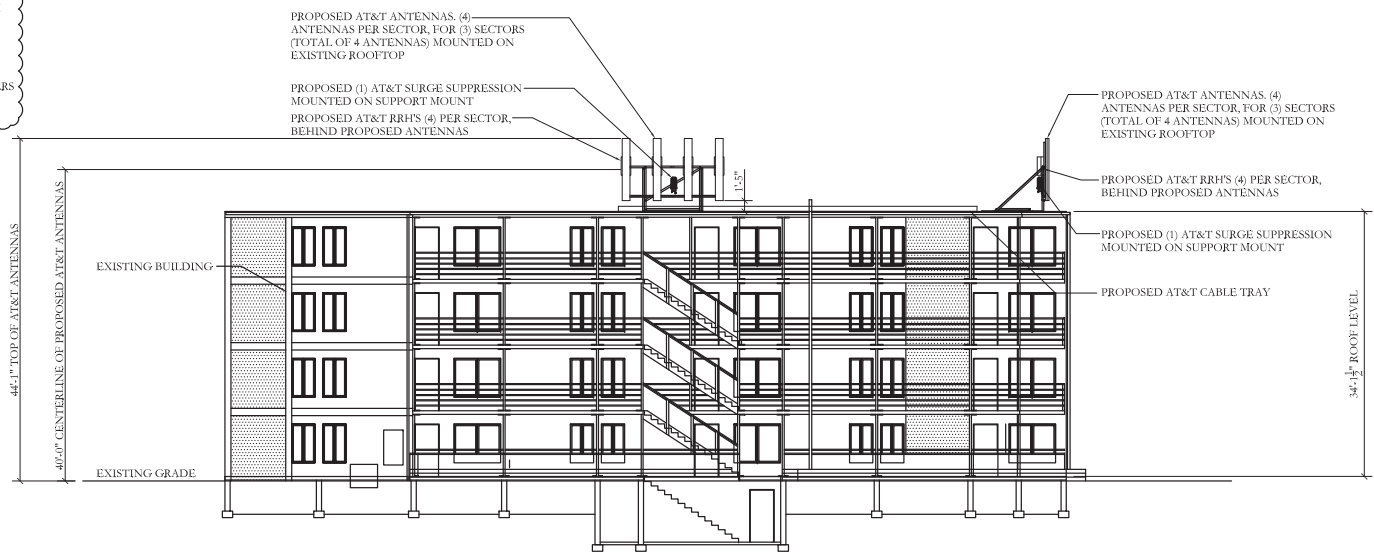 PROPOSED AT&T ANTENNAS. (4)
ANTENNAS PER SECTOR, FOR (3) SECTORS
(TOTAL OF 4 ANTENNAS) MOUNTED ON
EXISTING ROOFTOP
PROPOSED (1) AT&T SURGE SUPPRESSION
MOUNTED ON SUPPORT MOUNT
PROPOSED AT&T RRH'S (4) PER SECTOR,
BEHIND PROPOSED ANTENNAS
RS
PROPOSED AT&T ANTENNAS. (4)
ANTENNAS PER SECTOR, FOR (3) SECTORS
(TOTAL OF 4 ANTENNAS) MOUNTED ON
EXISTING ROOFTOP
PROPOSED AT&T RRH'S (4) PER SECTOR,
BEHIND PROPOSED ANTENNAS
PROPOSED (1) AT&T SURGE SUPPRESSION
MOUNTED ON SUPPORT MOUNT
PROPOSED AT&T CABLE TRAY
1'-5"
44'-1" TOP OF AT&T ANTENNAS
40'-0" CENTERLINE OF PROPOSED AT&T ANTENNAS
EXISTING BUILDING
EXISTING GRADE
34'-1 1/2" ROOF LEVEL